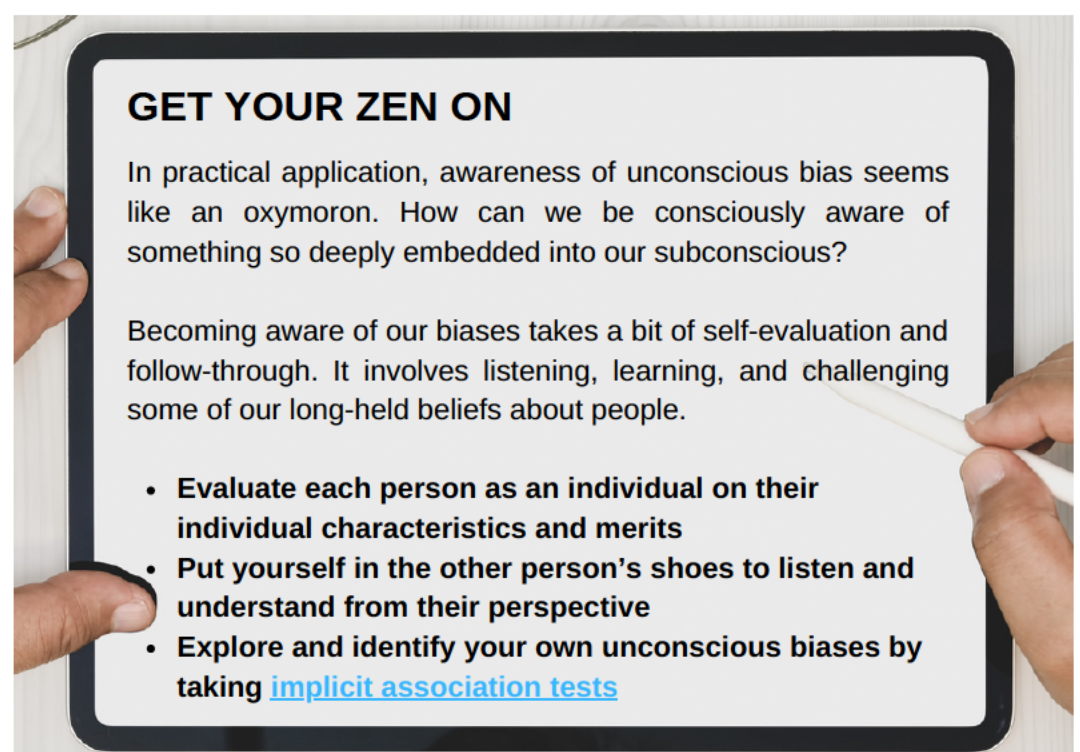 GET YOUR ZEN ON
In practical application, awareness of unconscious bias seems
like an oxymoron. How can we be consciously aware of
something so deeply embedded into our subconscious?
Becoming aware of our biases takes a bit of self-evaluation and
follow-through. It involves listening, learning, and challenging
some of our long-held beliefs about people.
• Evaluate each person as an individual on their
individual characteristics and merits
• Put yourself in the other person’s shoes to listen and
understand from their perspective
• Explore and identify your own unconscious biases by
taking implicit association tests